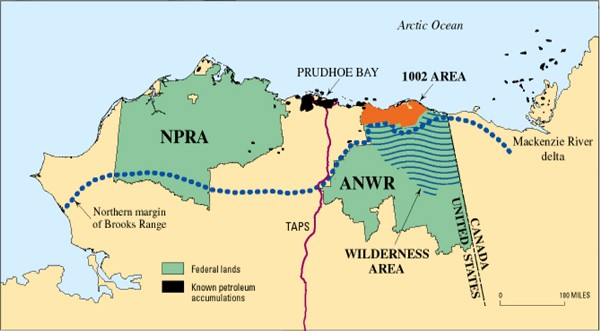 Arctic Ocean
PRUDHOE BAY
1002 AREA
NPRA
Mackenzie River
delta
ANWR
Northern margin
of Brooks Range
TAPS
WILDERNESS
AREA
CANADA
UNITED STATES
Federal lands
Known petroleum
accumulations
0
180 MILES